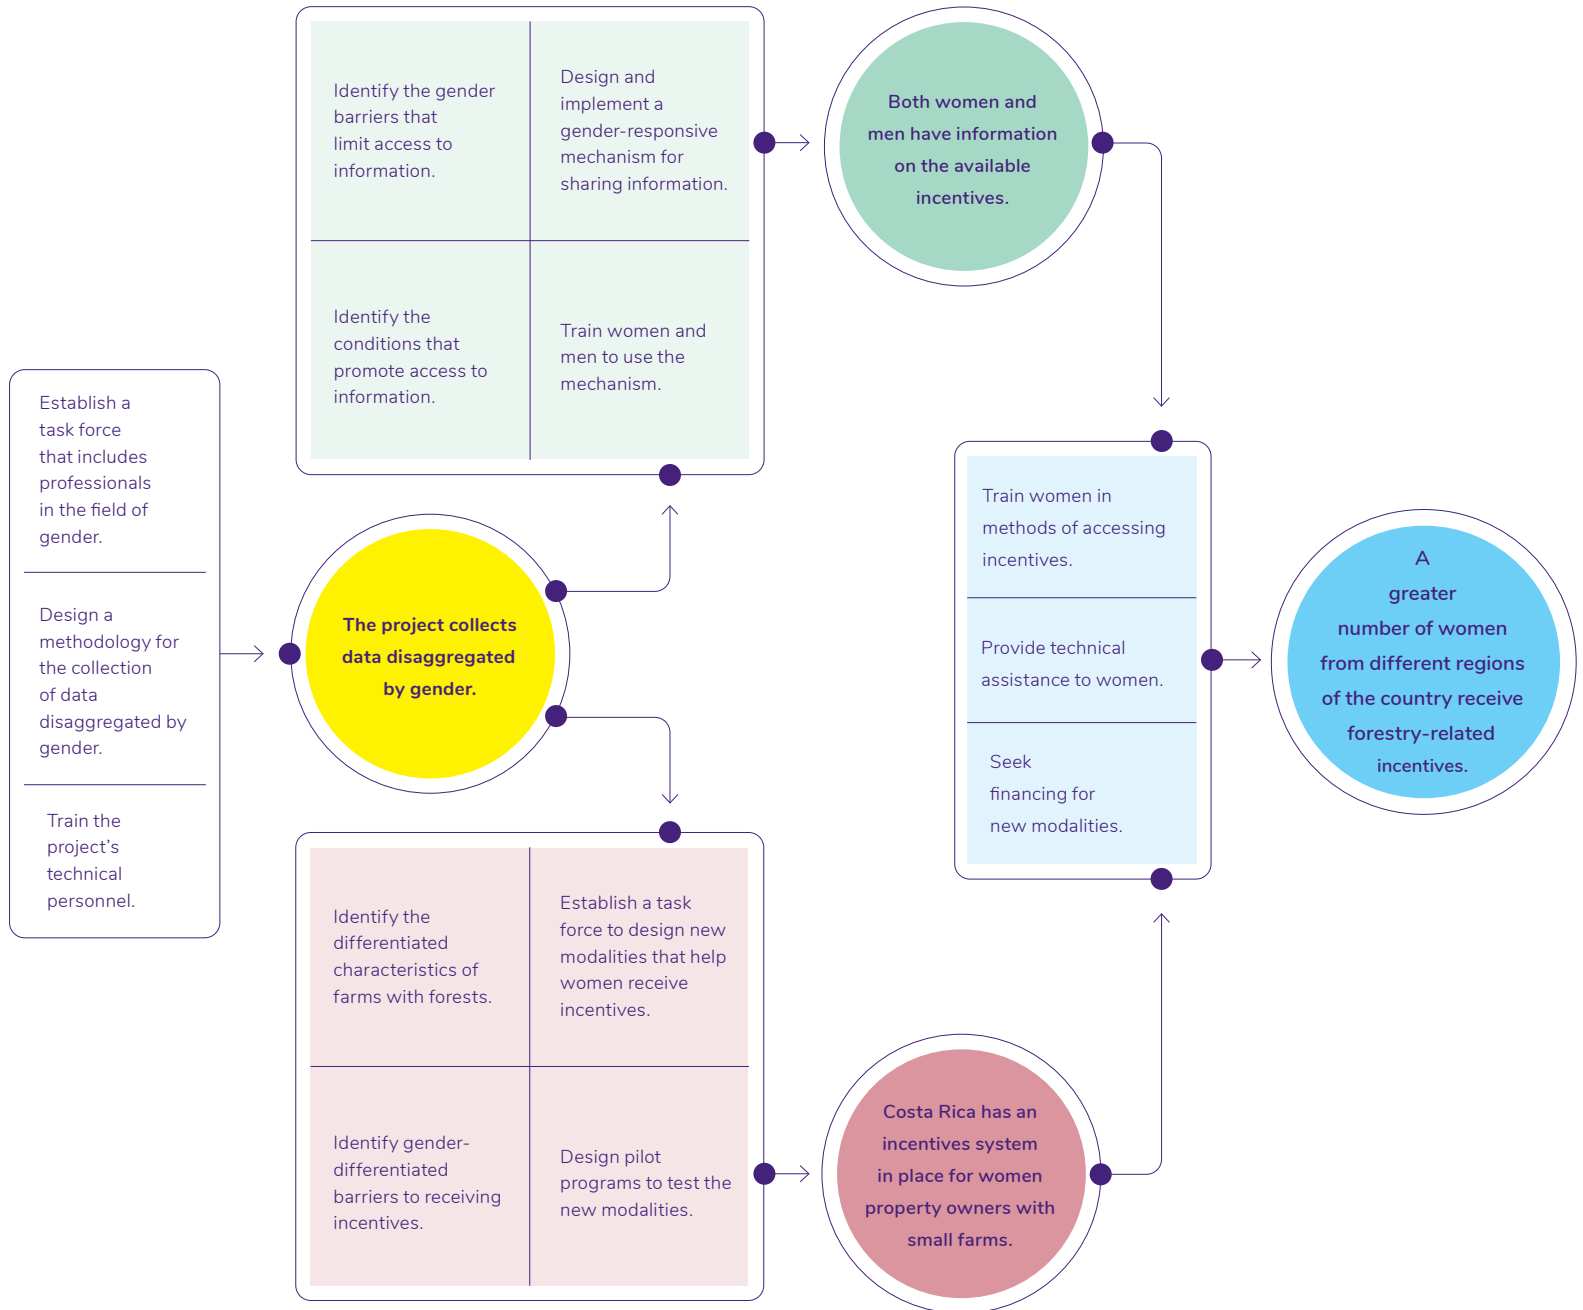 Establish a
task force
that includes
professionals
in the field of
gender.
Design a
methodology for
the collection
of data
disaggregated by
gender.
Train the
project's
technical
personnel.
The project collects
data disaggregated
by gender.
Identify the gender
barriers that
limit access to
information.
Design and
implement a
gender-responsive
mechanism for
sharing information.
Identify the
conditions that
promote access to
information.
Train women and
men to use the
mechanism.
Both women and
men have information
on the available
incentives.
Identify the
differentiated
characteristics of
farms with forests.
Establish a task
force to design new
modalities that help
women receive
incentives.
Identify gender-
differentiated
barriers to receiving
incentives.
Design pilot
programs to test the
new modalities.
Costa Rica has an
incentives system
in place for women
property owners with
small farms.
Train women in
methods of accessing
incentives.
Provide technical
assistance to women.
Seek
financing for
new modalities.
A
greater
number of women
from different regions
of the country receive
forestry-related
incentives.